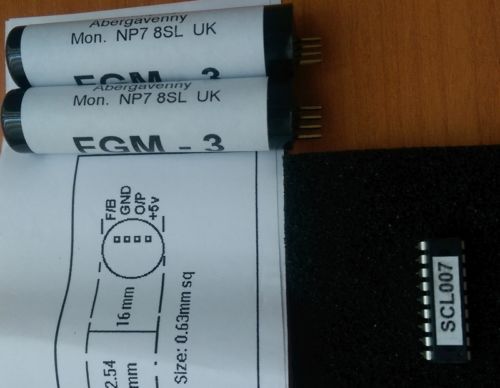 Abergavenny
Mon. NP7 8SL UK
FGM - 3
Abergavenny
Mon. NP7 8SL UK
FGM - 3
F/B
GND
O/P
+5v
16 mm
2.54
mm
Size: 0.63mm sq
SCL007